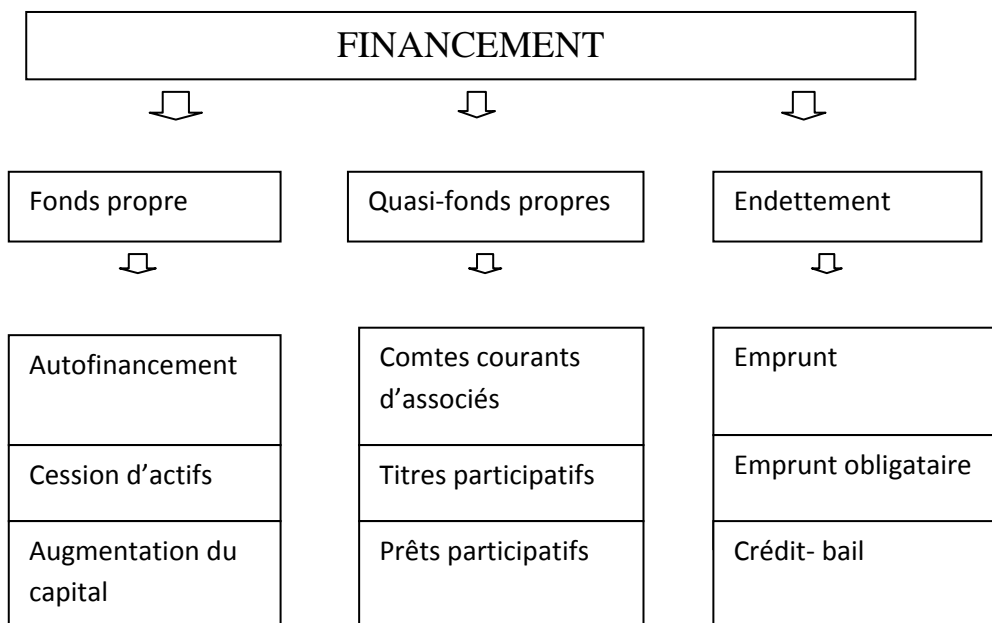 FINANCEMENT
Fonds propre
Quasi-fonds propres
Endettement
Autofinancement
Cession d’actifs
Augmentation du
capital
Comtes courants
d’associés
Titres participatifs
Prêts participatifs
Emprunt
Emprunt obligataire
Crédit- bail